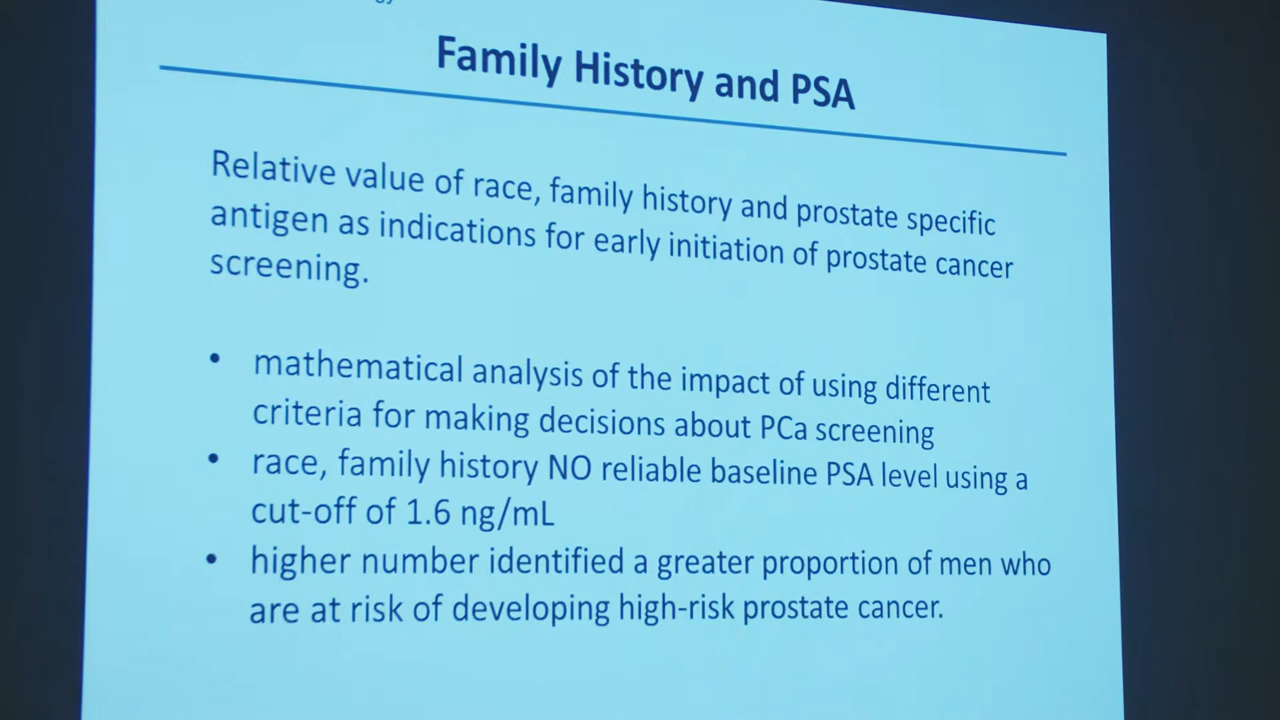 Family History and PSA
Relative value of race, family history and prostate specific
antigen as indications for early initiation of prostate cancer
screening.
• mathematical analysis of the impact of using different
criteria for making decisions about PCa screening
• race, family history NO reliable baseline PSA level using a
cut-off of 1.6 ng/mL
• higher number identified a greater proportion of men who
are at risk of developing high-risk prostate cancer.